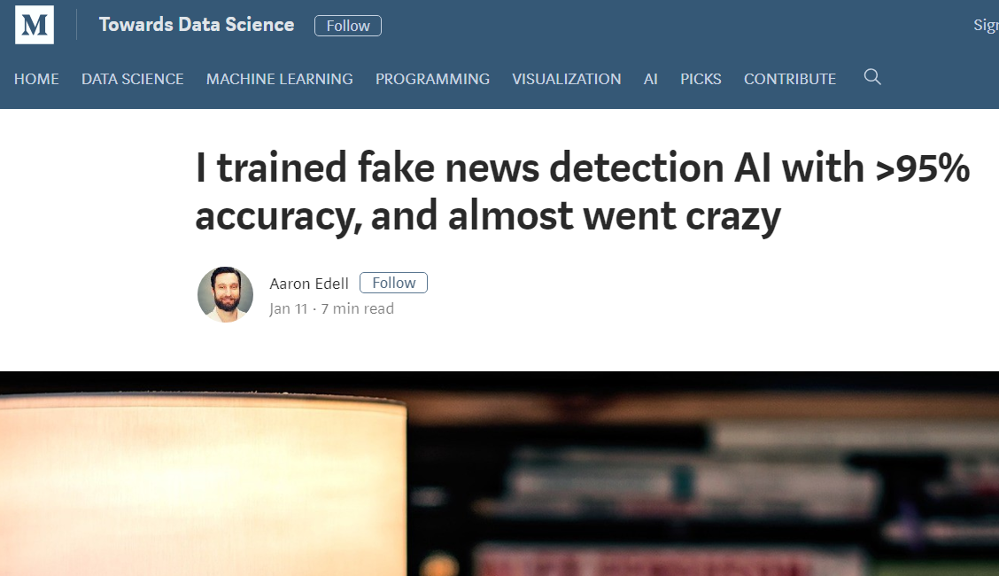 M
Towards Data Science Follow
Sign
HOME DATA SCIENCE MACHINE LEARNING PROGRAMMING VISUALIZATION AI PICKS CONTRIBUTE
I trained fake news detection AI with >95%
accuracy, and almost went crazy
Aaron Edell Follow
Jan 11 · 7 min read